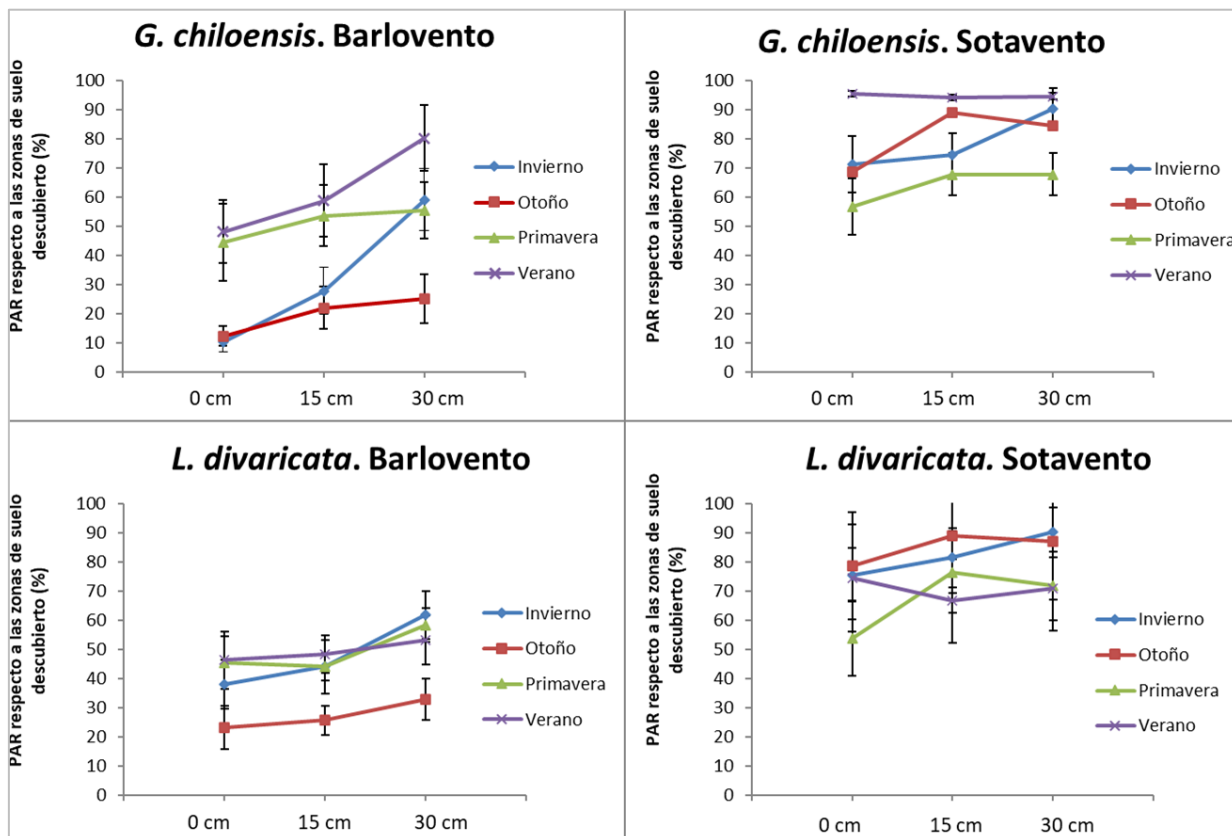 G. chiloensis. Barlovento
PAR respecto a las zonas de suelo
descubierto (%)
100
90
80
70
60
50
40
30
20
10
0
0 cm 15 cm 30 cm
Invierno
Otoño
Primavera
Verano
G. chiloensis. Sotavento
PAR respecto a las zonas de suelo
descubierto (%)
100
90
80
70
60
50
40
30
20
10
0
0 cm 15 cm 30 cm
Invierno
Otoño
Primavera
Verano
L. divaricata. Barlovento
PAR respecto a las zonas de suelo
descubierto (%)
100
90
80
70
60
50
40
30
20
10
0
0 cm 15 cm 30 cm
Invierno
Otoño
Primavera
Verano
L. divaricata. Sotavento
PAR respecto a las zonas de suelo
descubierto (%)
100
90
80
70
60
50
40
30
20
10
0
0 cm 15 cm 30 cm
Invierno
Otoño
Primavera
Verano